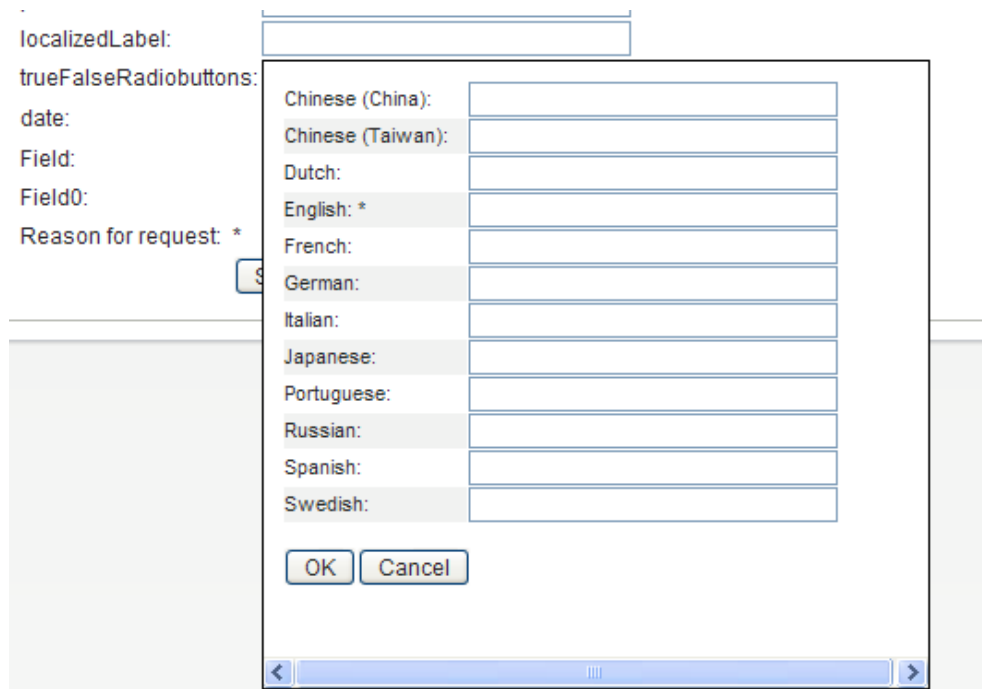 localizedLabel:
trueFalseRadiobuttons:
date:
Field:
Field0:
Reason for request: *
Chinese (China):
Chinese (Taiwan):
Dutch:
English: *
French:
German:
Italian:
Japanese:
Portuguese:
Russian:
Spanish:
Swedish:
OK Cancel